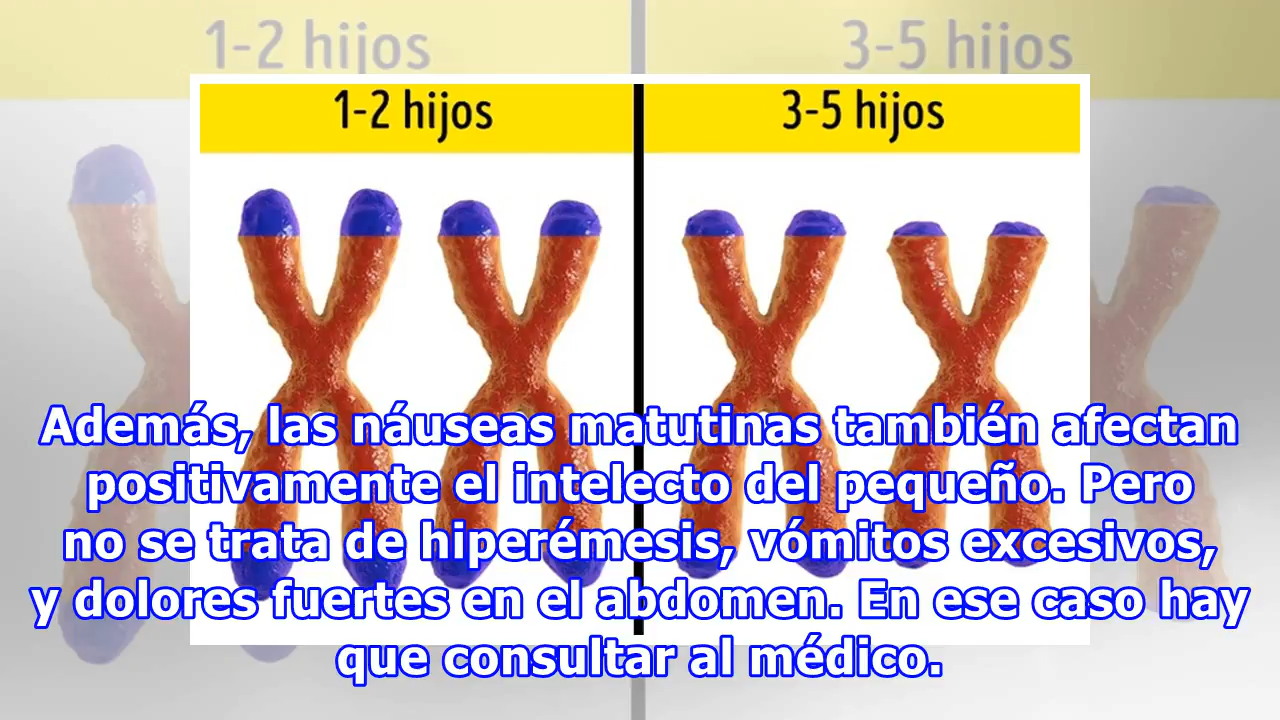 1-2 hijos
3-5 hijos
1-2 hijos
3-5 hijos
Además, las náuseas matutinas también afectan
positivamente el intelecto del pequeño. Pero
no se trata de hiperémesis, vómitos excesivos,
y dolores fuertes en el abdomen. En ese caso hay
que consultar al médico.